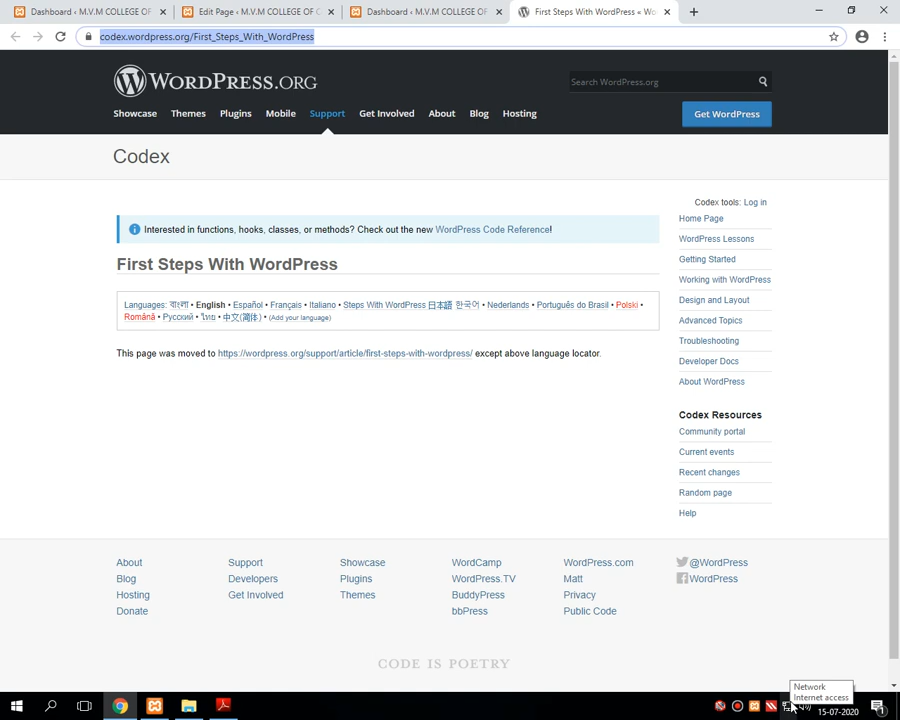 Dashboard ‹ M.V.M COLLEGE OF
Edit Page ‹ M.V.M COLLEGE OF C
Dashboard ‹ M.V.M COLLEGE OF
First Steps With WordPress « Wo
codex.wordpress.org/First_Steps_With_WordPress
WORDPRESS.ORG
Search WordPress.org
Showcase Themes Plugins Mobile Support Get Involved About Blog Hosting
Get WordPress
Codex
Interested in functions, hooks, classes, or methods? Check out the new WordPress Code Reference!
First Steps With WordPress
Languages: বাংলা • English • Español • Français • Italiano • Steps With WordPress 日本語 한국어 • Nederlands • Português do Brasil • Polski •
Română • Русский • ไทย • 中文(简体) • (Add your language)
This page was moved to https://wordpress.org/support/article/first-steps-with-wordpress/ except above language locator.
Codex tools: Log in
Home Page
WordPress Lessons
Getting Started
Working with WordPress
Design and Layout
Advanced Topics
Troubleshooting
Developer Docs
About WordPress
Codex Resources
Community portal
Current events
Recent changes
Random page
Help
About
Blog
Hosting
Donate
Support
Developers
Get Involved
Showcase
Plugins
Themes
WordCamp
WordPress.TV
BuddyPress
bbPress
WordPress.com
Matt
Privacy
Public Code
@WordPress
WordPress
CODE IS POETRY
Network
Internet access
15-07-2020
1